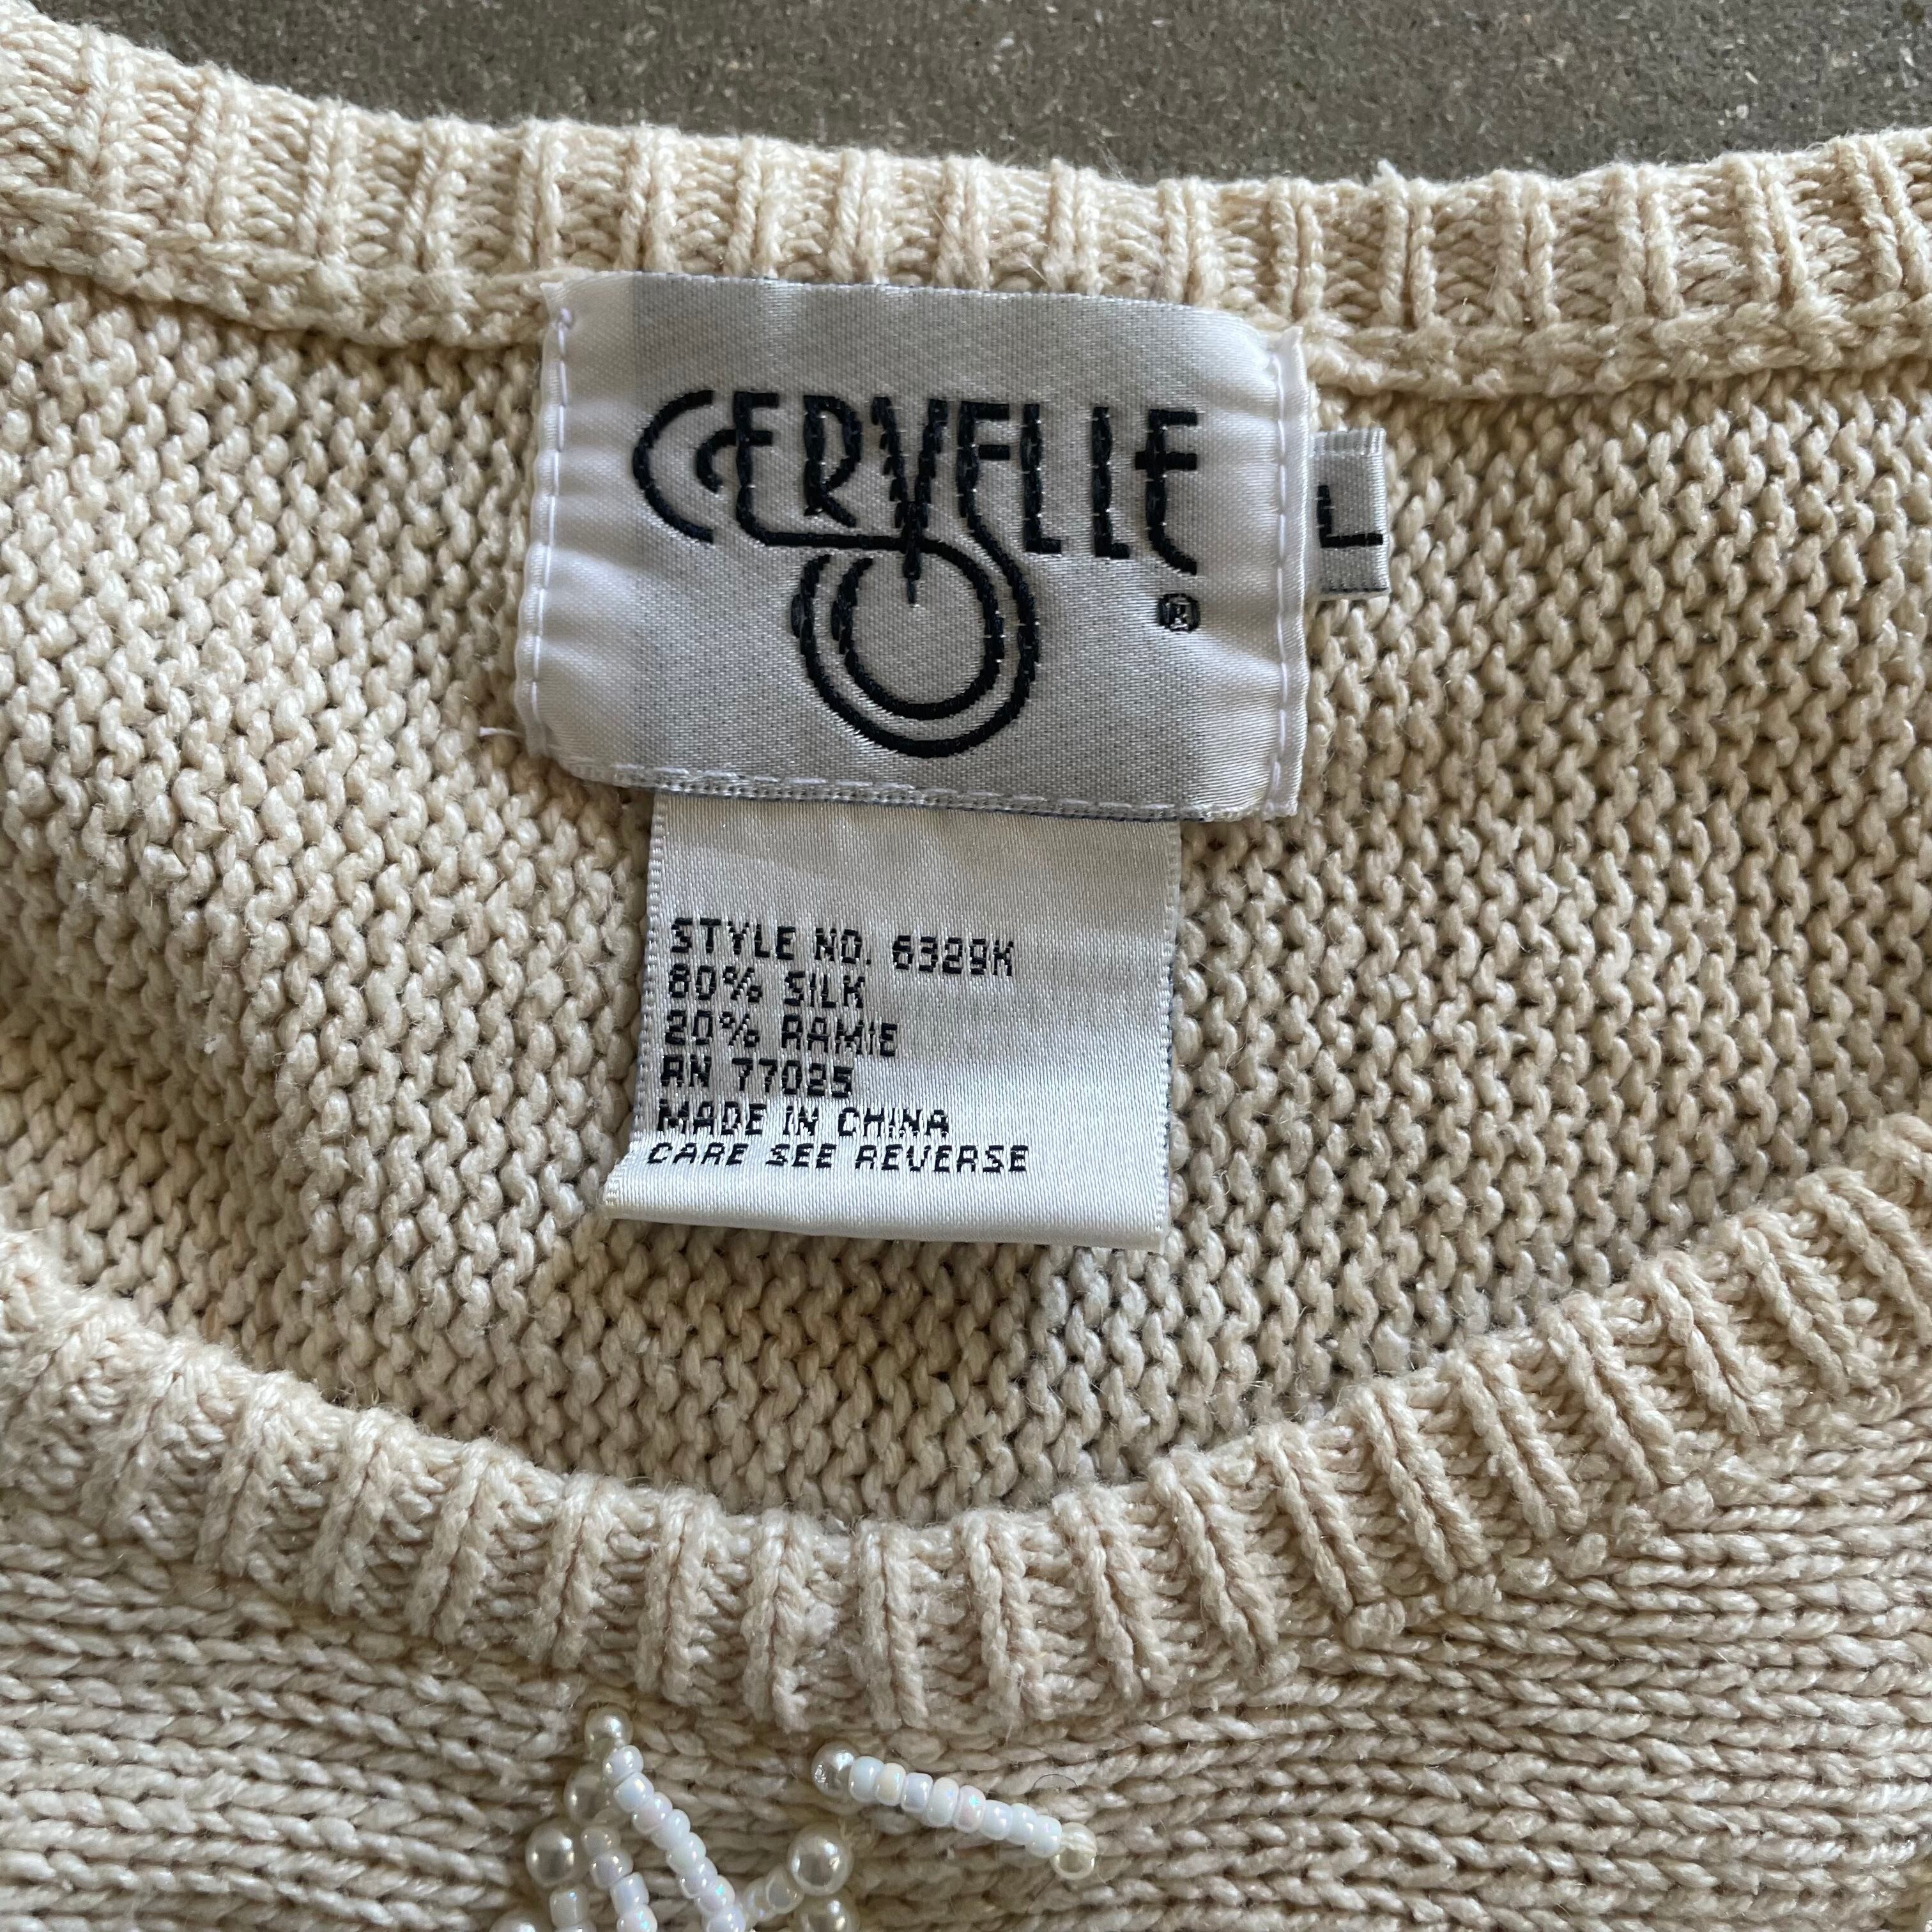 CERVELLE
®
L
STYLE NO. 6329K
80% SILK
20% RAMIE
RN 77025
MADE IN CHINA
CARE SEE REVERSE